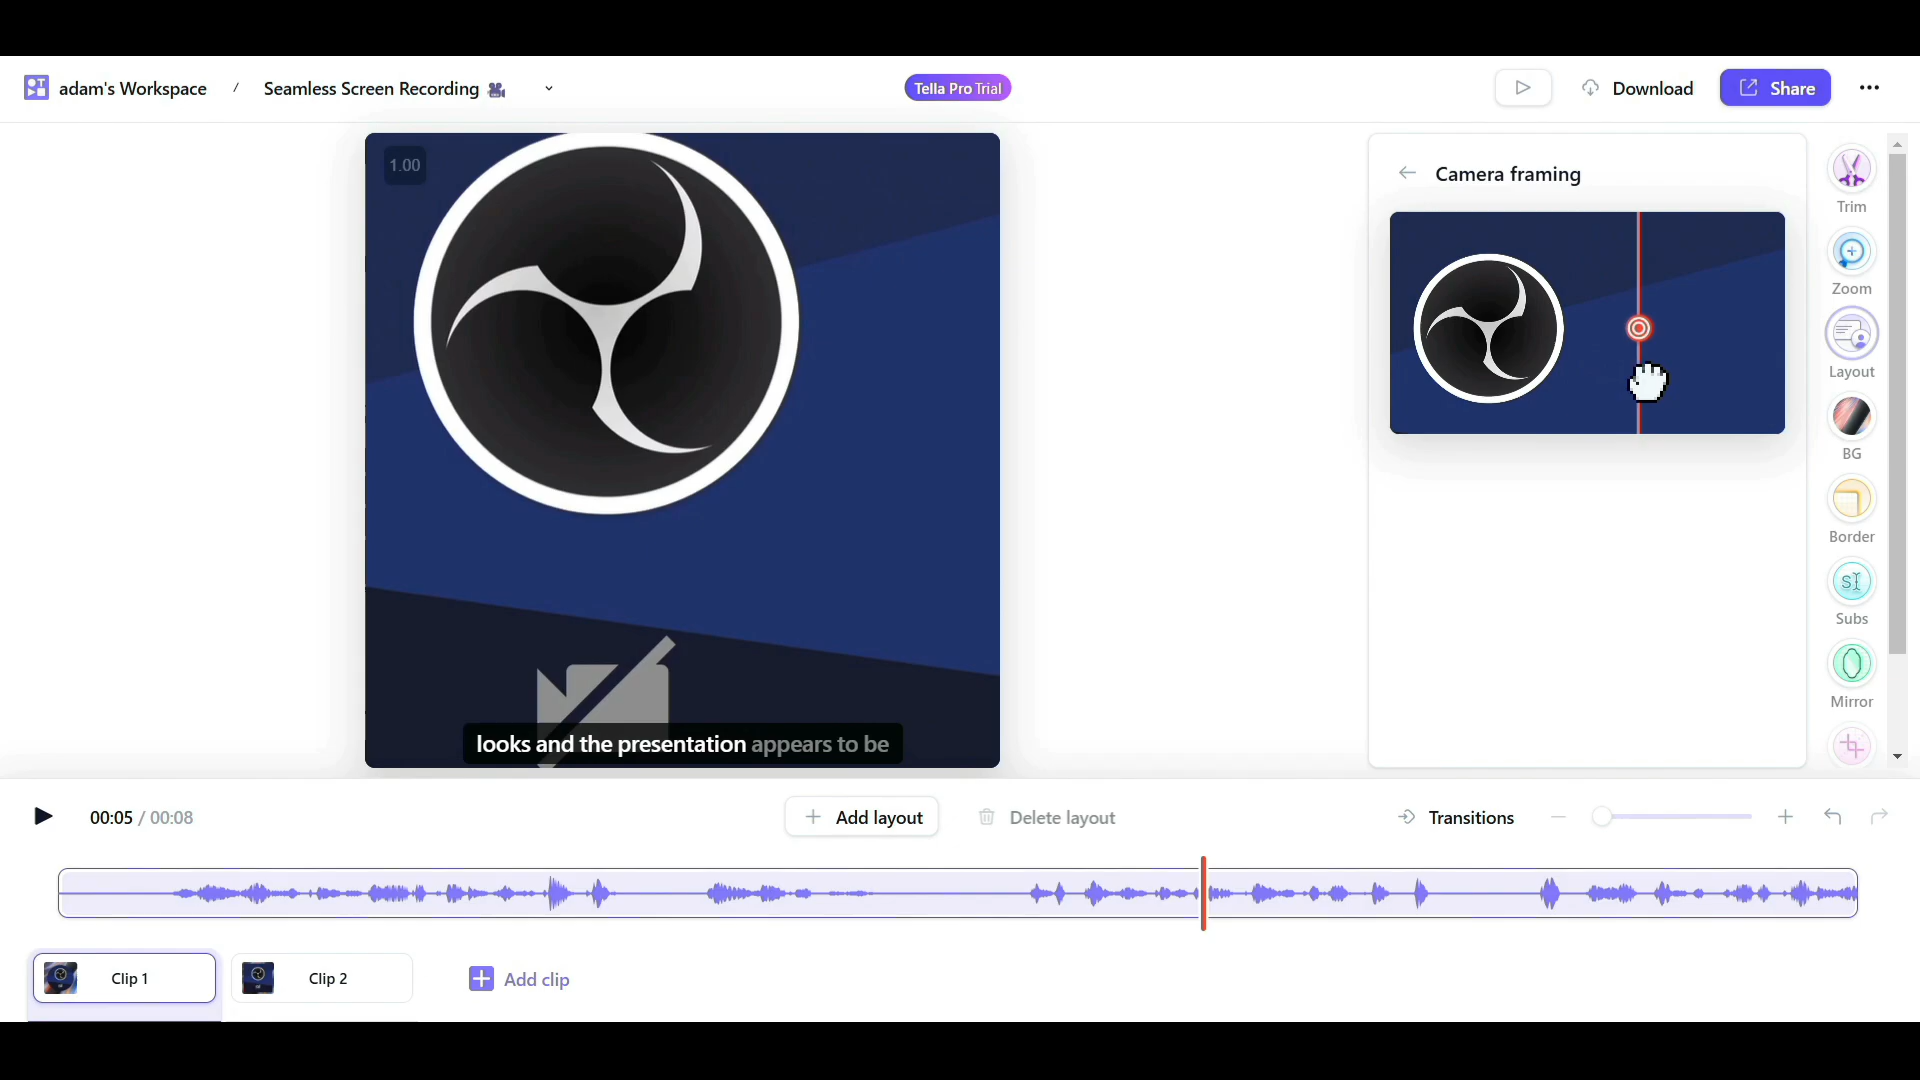 adam's Workspace / Seamless Screen Recording
Tella Pro Trial
Download
Share
1.00
looks and the presentation appears to be
Camera framing
Trim
Zoom
Layout
BG
Border
SI
Subs
Mirror
00:05 / 00:08
Add layout
Delete layout
Transitions
Clip 1
Clip 2
Add clip